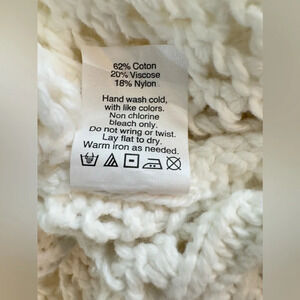 62% Coton
20% Viscose
18% Nylon
Hand wash cold,
with like colors.
Non chlorine
bleach only.
Do not wring or twist.
Lay flat to dry.
Warm iron as needed.